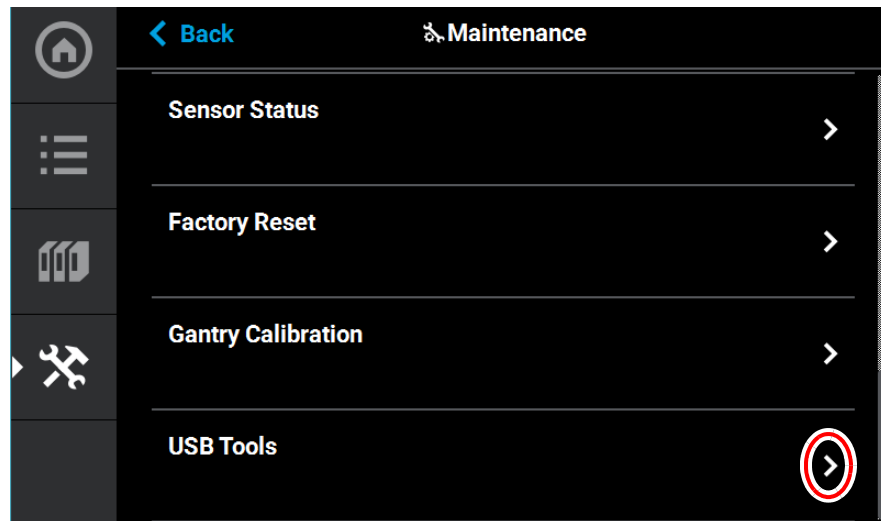 Back
Maintenance
Sensor Status
Factory Reset
Gantry Calibration
USB Tools